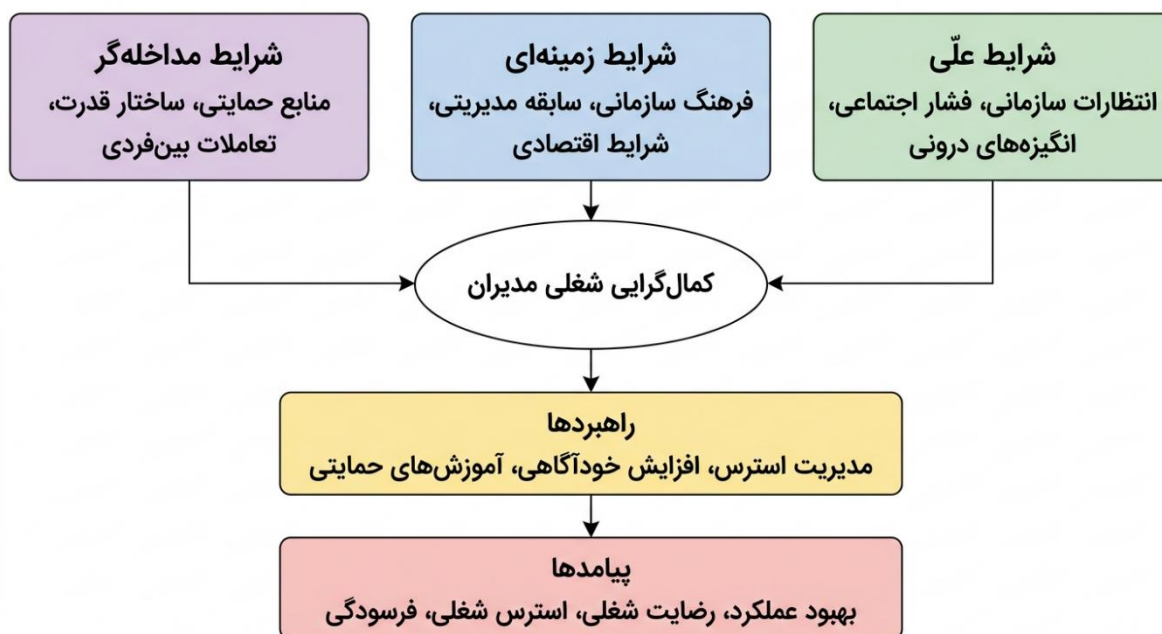 شرایط علّی
انتظارات سازمانی، فشار اجتماعی،
انگیزه‌های درونی
شرایط زمینه‌ای
فرهنگ سازمانی، سابقه مدیریتی،
شرایط اقتصادی
شرایط مداخله‌گر
منابع حمایتی، ساختار قدرت،
تعاملات بین‌فردی
کمال‌گرایی شغلی مدیران
راهبردها
مدیریت استرس، افزایش خودآگاهی، آموزش‌های حمایتی
پیامدها
بهبود عملکرد، رضایت شغلی، استرس شغلی، فرسودگی